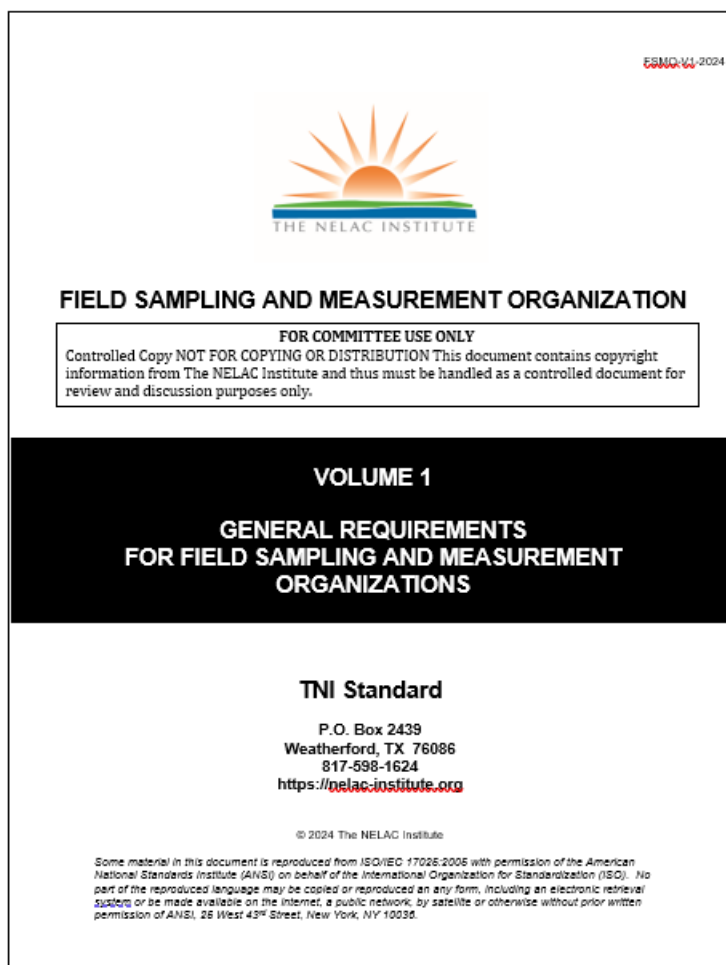 FSMO-V1-2024
THE NELAC INSTITUTE
FIELD SAMPLING AND MEASUREMENT ORGANIZATION
FOR COMMITTEE USE ONLY
Controlled Copy NOT FOR COPYING OR DISTRIBUTION This document contains copyright
information from The NELAC Institute and thus must be handled as a controlled document for
review and discussion purposes only.
VOLUME 1
GENERAL REQUIREMENTS
FOR FIELD SAMPLING AND MEASUREMENT
ORGANIZATIONS
TNI Standard
P.O. Box 2439
Weatherford, TX 76086
817-598-1624
https://nelac-institute.org
© 2024 The NELAC Institute
Some material in this document is reproduced from ISO/IEC 17025:2005 with permission of the American
National Standards Institute (ANSI) on behalf of the International Organization for Standardization (ISO). No
part of the reproduced language may be copied or reproduced an any form, including an electronic retrieval
system or be made available on the Internet, a public network, by satellite or otherwise without prior written
permission of ANSI, 25 West 43rd Street, New York, NY 10036.